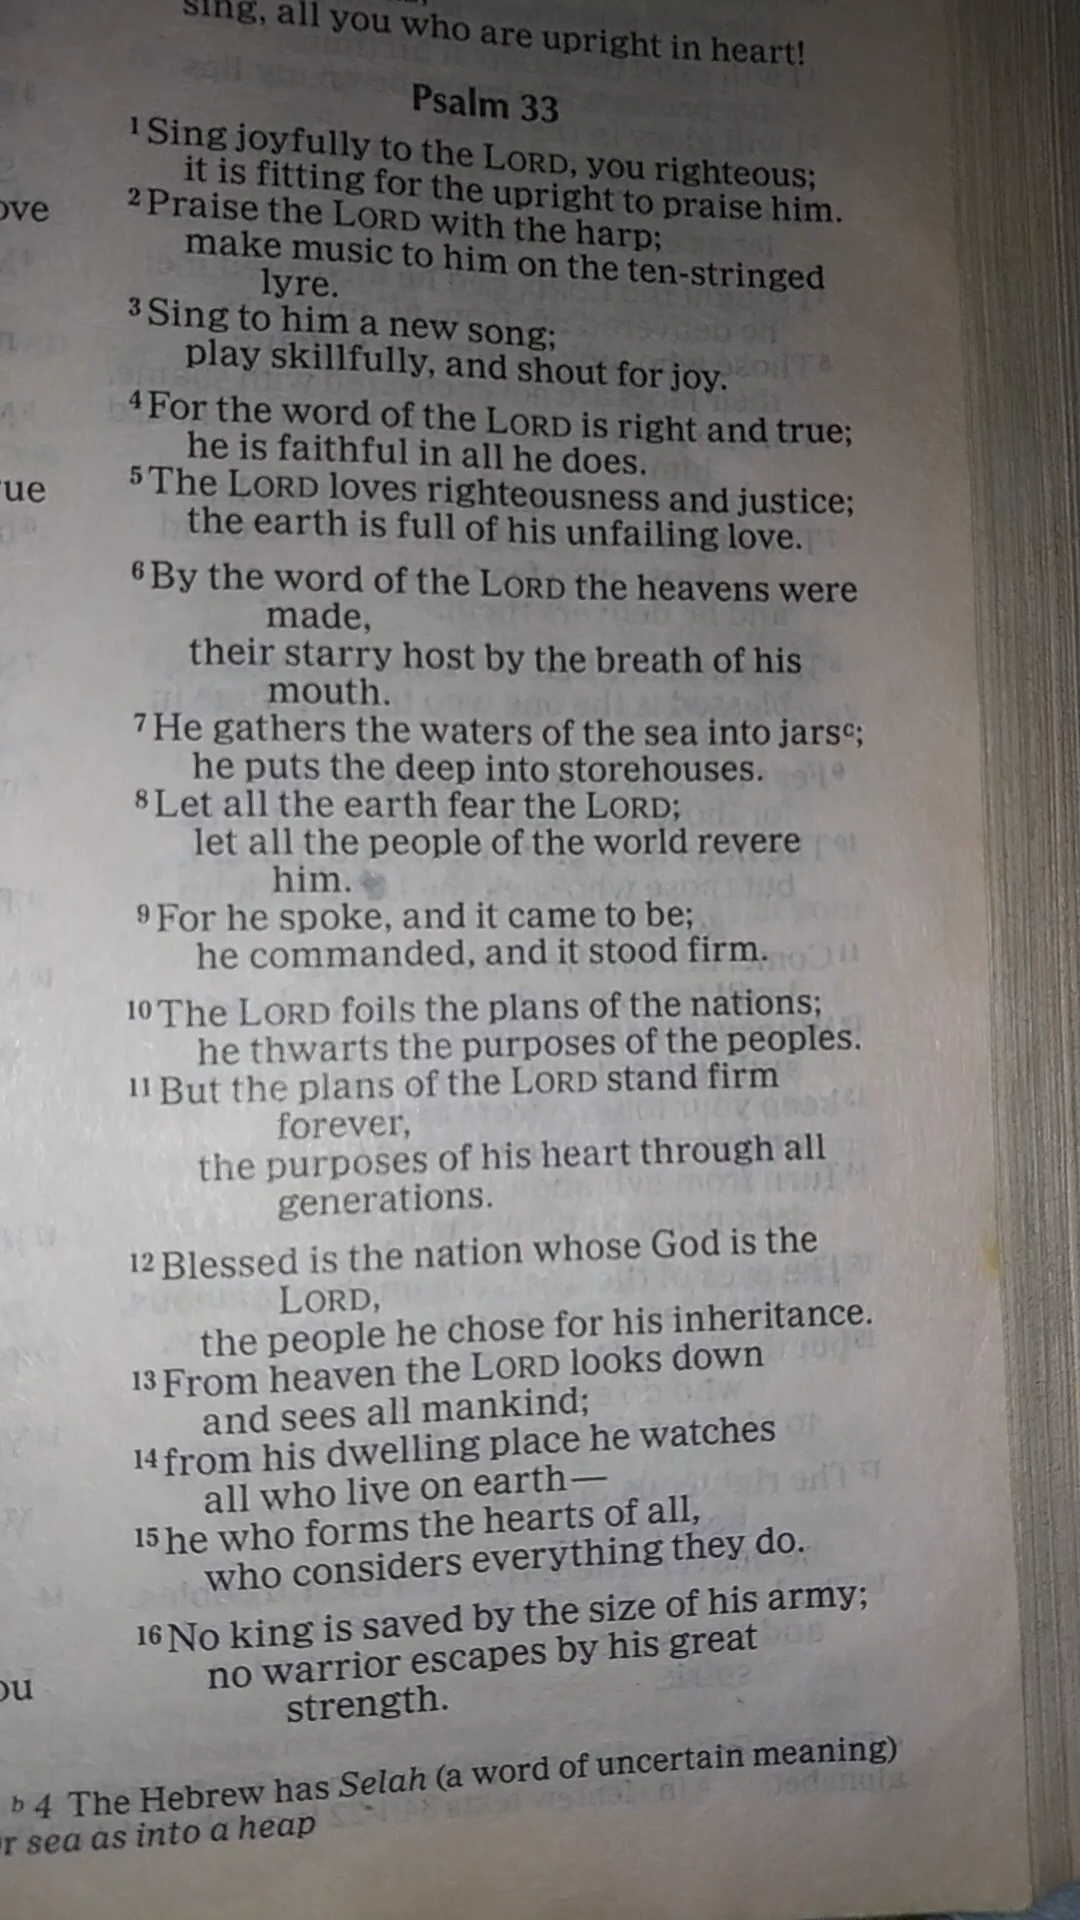 sing, all you who are upright in heart!
Psalm 33
1 Sing joyfully to the LORD, you righteous;
it is fitting for the upright to praise him.
2 Praise the LORD with the harp;
make music to him on the ten-stringed
lyre.
3 Sing to him a new song;
play skillfully, and shout for joy.
4 For the word of the LORD is right and true;
he is faithful in all he does.
5 The LORD loves righteousness and justice;
the earth is full of his unfailing love.
6 By the word of the LORD the heavens were
made,
their starry host by the breath of his
mouth.
7 He gathers the waters of the sea into jars c;
he puts the deep into storehouses.
8 Let all the earth fear the LORD;
let all the people of the world revere
him.
9 For he spoke, and it came to be;
he commanded, and it stood firm.
10 The LORD foils the plans of the nations;
he thwarts the purposes of the peoples.
11 But the plans of the LORD stand firm
forever,
the purposes of his heart through all
generations.
12 Blessed is the nation whose God is the
LORD,
the people he chose for his inheritance.
13 From heaven the LORD looks down
and sees all mankind;
14 from his dwelling place he watches
all who live on earth—
15 he who forms the hearts of all,
who considers everything they do.
16 No king is saved by the size of his army;
no warrior escapes by his great
strength.
b 4 The Hebrew has Selah (a word of uncertain meaning)
sea as into a heap